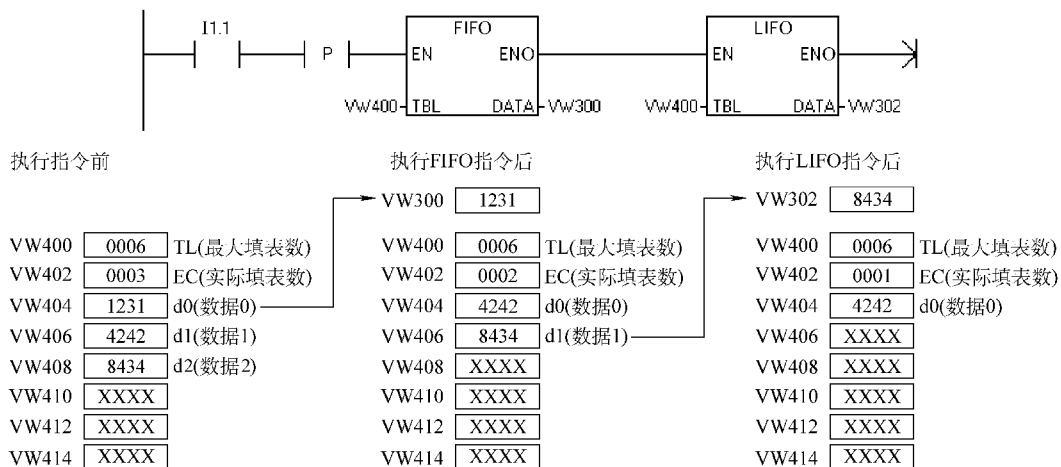 I1.1
P
FIFO
EN ENO
VW400 TBL DATA VW300
LIFO
EN ENO
VW400 TBL DATA VW302
执行指令前
VW400 0006 TL(最大填表数)
VW402 0003 EC(实际填表数)
VW404 1231 d0(数据0)
VW406 4242 d1(数据1)
VW408 8434 d2(数据2)
VW410 XXXX
VW412 XXXX
VW414 XXXX
执行FIFO指令后
VW300 1231
VW400 0006 TL(最大填表数)
VW402 0002 EC(实际填表数)
VW404 4242 d0(数据0)
VW406 8434 d1(数据1)
VW408 XXXX
VW410 XXXX
VW412 XXXX
VW414 XXXX
执行LIFO指令后
VW302 8434
VW400 0006 TL(最大填表数)
VW402 0001 EC(实际填表数)
VW404 4242 d0(数据0)
VW406 XXXX
VW408 XXXX
VW410 XXXX
VW412 XXXX
VW414 XXXX